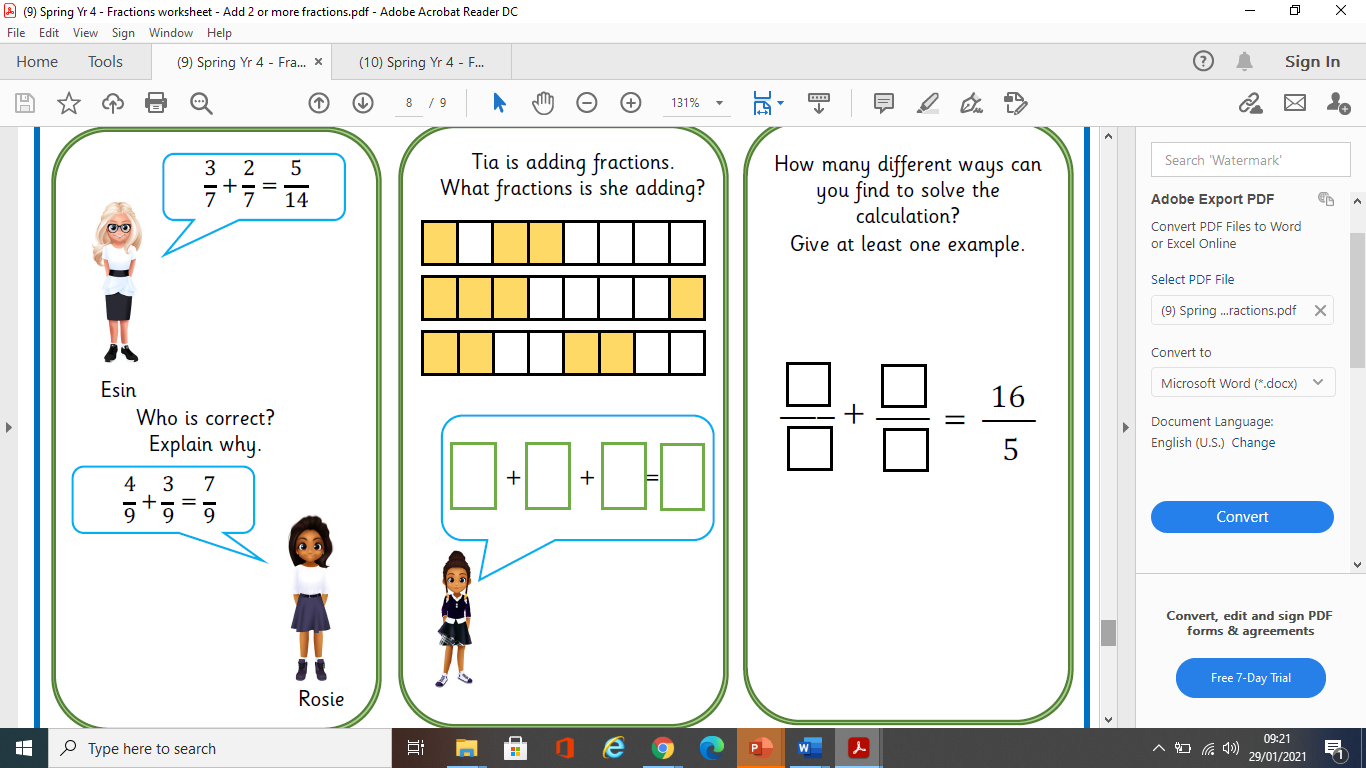 (9) Spring Yr 4 - Fractions worksheet - Add 2 or more fractions.pdf - Adobe Acrobat Reader DC
File Edit View Sign Window Help
Home Tools (9) Spring Yr 4 - Fra... × (10) Spring Yr 4 - F... Sign In
8 / 9 131%
3/7 + 2/7 = 5/14
Esin
Who is correct?
Explain why.
4/9 + 3/9 = 7/9
Rosie
Tia is adding fractions.
What fractions is she adding?
+ + =
How many different ways can
you find to solve the
calculation?
Give at least one example.
+ = 16/5
Search 'Watermark'
Adobe Export PDF
Convert PDF Files to Word
or Excel Online
Select PDF File
(9) Spring ...ractions.pdf
Convert to
Microsoft Word (*.docx)
Document Language:
English (U.S.) Change
Convert
Convert, edit and sign PDF
forms & agreements
Free 7-Day Trial
Type here to search
09:21
29/01/2021
1